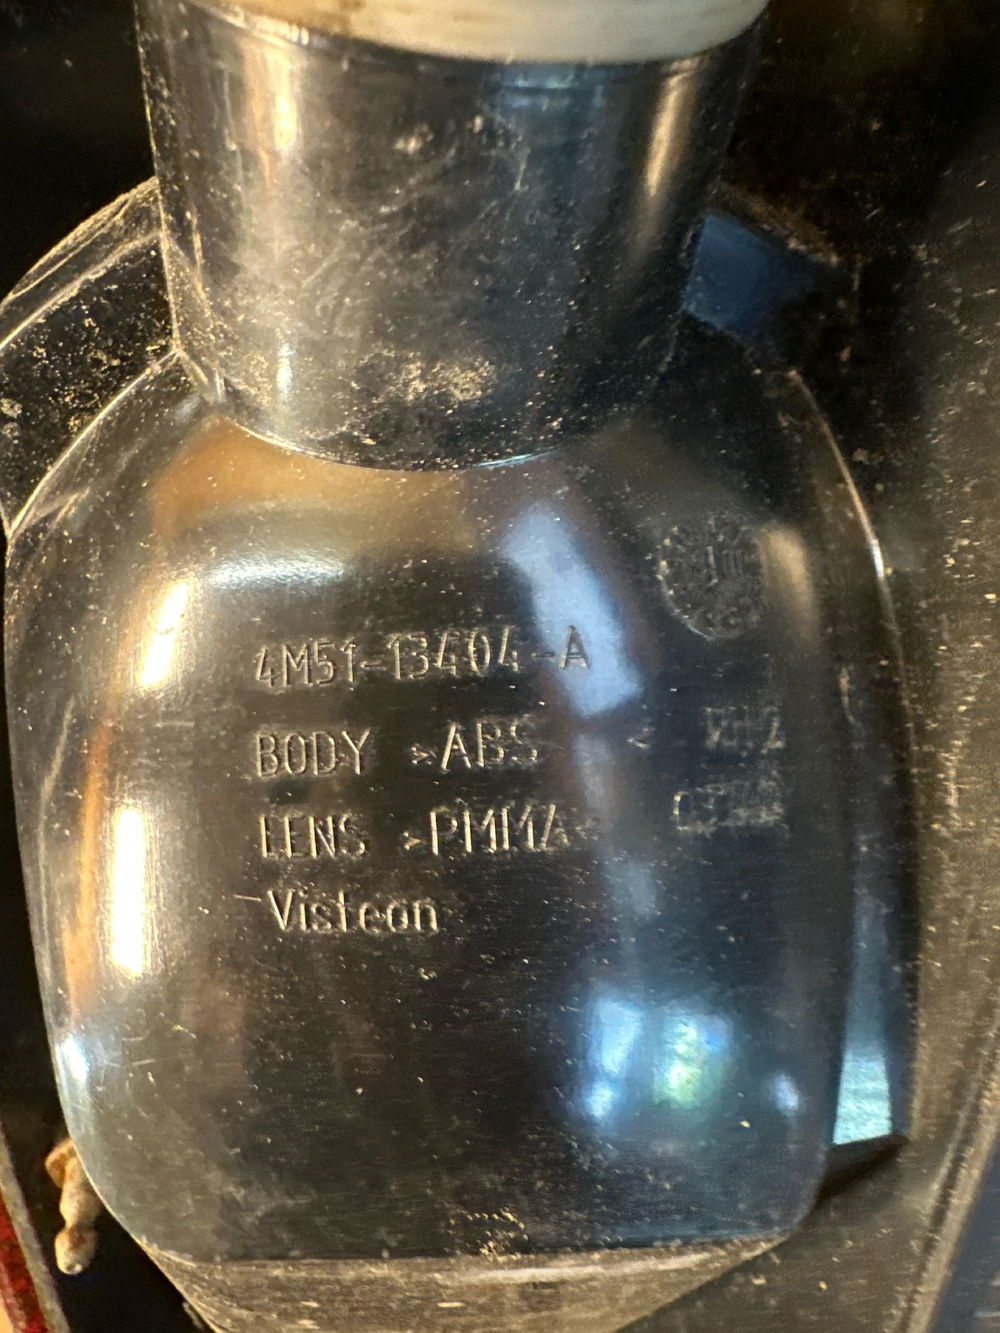 4M51-13404-A
BODY >ABS <
LENS >PMMA<
Visteon